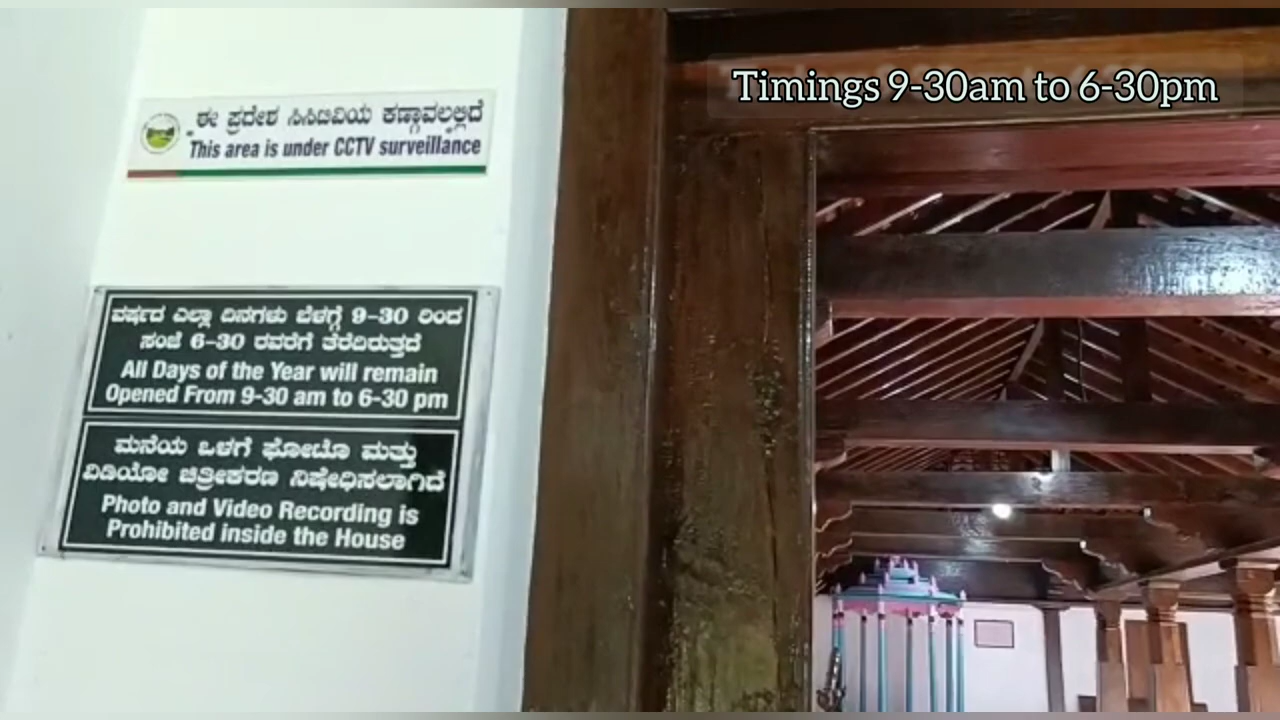 Timings 9-30am to 6-30pm
ಈ ಪ್ರದೇಶ ಸಿಸಿಟಿವಿಯ ಕಣ್ಗಾವಲ್ಲಲ್ಲಿದೆ
This area is under CCTV surveillance
ವರ್ಷದ ಎಲ್ಲಾ ದಿನಗಳು ಬೆಳಗ್ಗೆ 9-30 ರಿಂದ
ಸಂಜೆ 6-30 ರವರೆಗೆ ತೆರೆದಿರುತ್ತದೆ
All Days of the Year will remain
Opened From 9-30 am to 6-30 pm
ಮನೆಯ ಒಳಗೆ ಫೋಟೊ ಮತ್ತು
ವಿಡಿಯೋ ಚಿತ್ರೀಕರಣ ನಿಷೇಧಿಸಲಾಗಿದೆ
Photo and Video Recording is
Prohibited inside the House